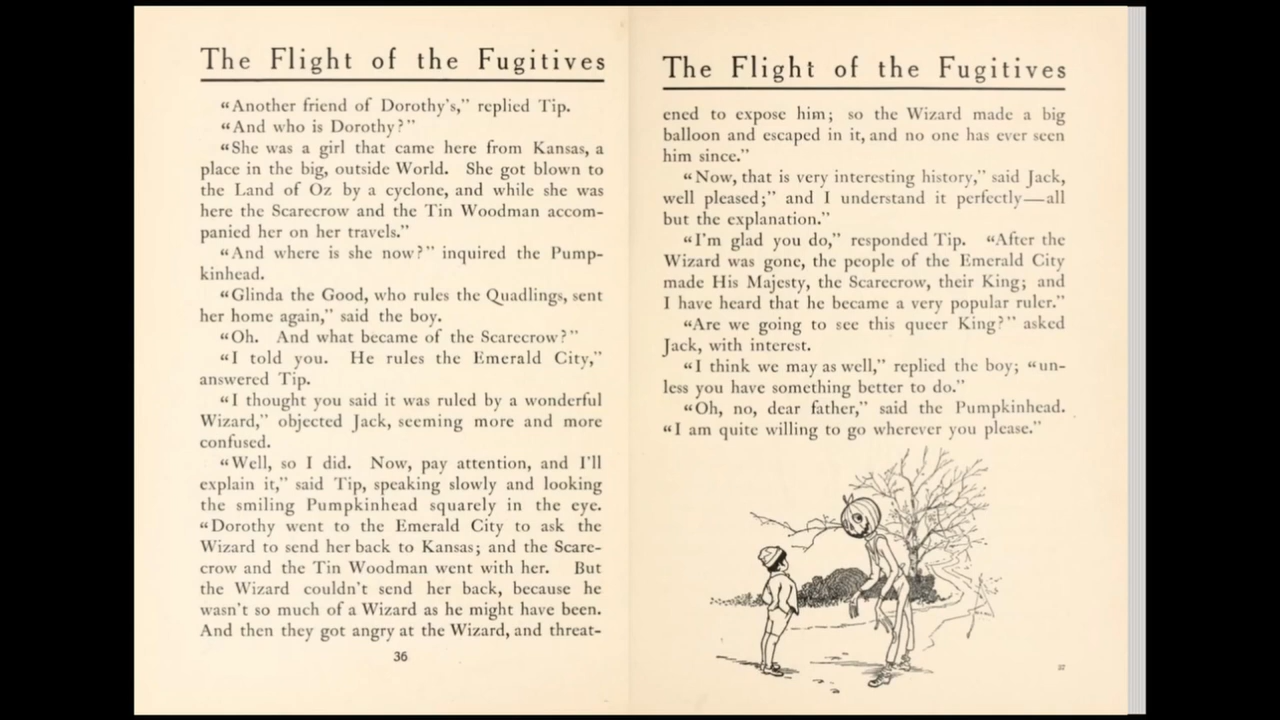 The Flight of the Fugitives
“Another friend of Dorothy's,” replied Tip.
“And who is Dorothy?”
“She was a girl that came here from Kansas, a
place in the big, outside World. She got blown to
the Land of Oz by a cyclone, and while she was
here the Scarecrow and the Tin Woodman accom-
panied her on her travels.”
“And where is she now?” inquired the Pump-
kinhead.
“Glinda the Good, who rules the Quadlings, sent
her home again,” said the boy.
“Oh. And what became of the Scarecrow?”
“I told you. He rules the Emerald City,”
answered Tip.
“I thought you said it was ruled by a wonderful
Wizard,” objected Jack, seeming more and more
confused.
“Well, so I did. Now, pay attention, and I'll
explain it,” said Tip, speaking slowly and looking
the smiling Pumpkinhead squarely in the eye.
“Dorothy went to the Emerald City to ask the
Wizard to send her back to Kansas; and the Scare-
crow and the Tin Woodman went with her. But
the Wizard couldn't send her back, because he
wasn't so much of a Wizard as he might have been.
And then they got angry at the Wizard, and threat-
36
The Flight of the Fugitives
ened to expose him; so the Wizard made a big
balloon and escaped in it, and no one has ever seen
him since.”
“Now, that is very interesting history,” said Jack,
well pleased;” and I understand it perfectly—all
but the explanation.”
“I'm glad you do,” responded Tip. “After the
Wizard was gone, the people of the Emerald City
made His Majesty, the Scarecrow, their King; and
I have heard that he became a very popular ruler.”
“Are we going to see this queer King?” asked
Jack, with interest.
“I think we may as well,” replied the boy; “un-
less you have something better to do.”
“Oh, no, dear father,” said the Pumpkinhead.
“I am quite willing to go wherever you please.”
37